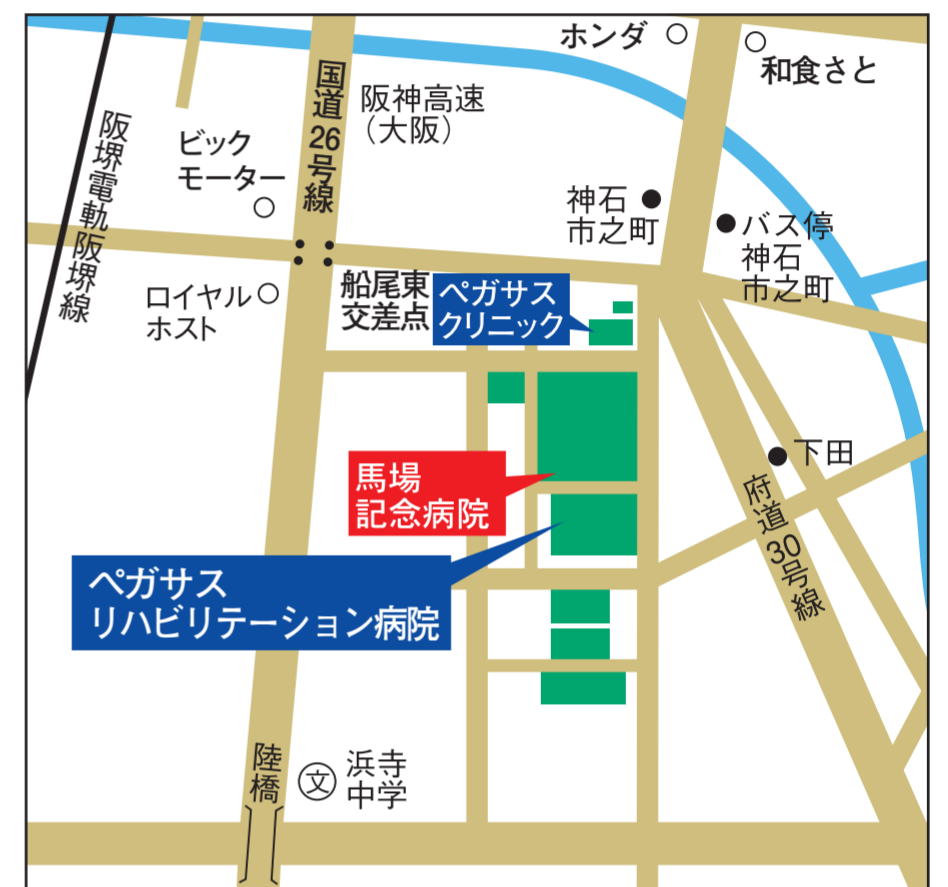 ホンダ
和食さと
国道26号線
阪神高速
（大阪）
阪堺電軌阪堺線
ビック
モーター
神石
市之町
バス停
神石
市之町
ロイヤル
ホスト
船尾東
交差点
ペガサス
クリニック
下田
馬場
記念病院
府道30号線
ペガサス
リハビリテーション病院
陸橋
文
浜寺
中学